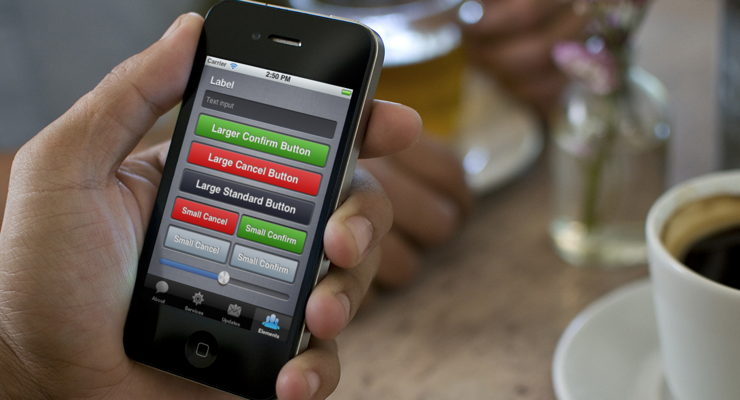 Carrier 2:50 PM
Label
Text input
Larger Confirm Button
Large Cancel Button
Large Standard Button
Small Cancel Small Confirm
Small Cancel Small Confirm
About Services Updates Elements